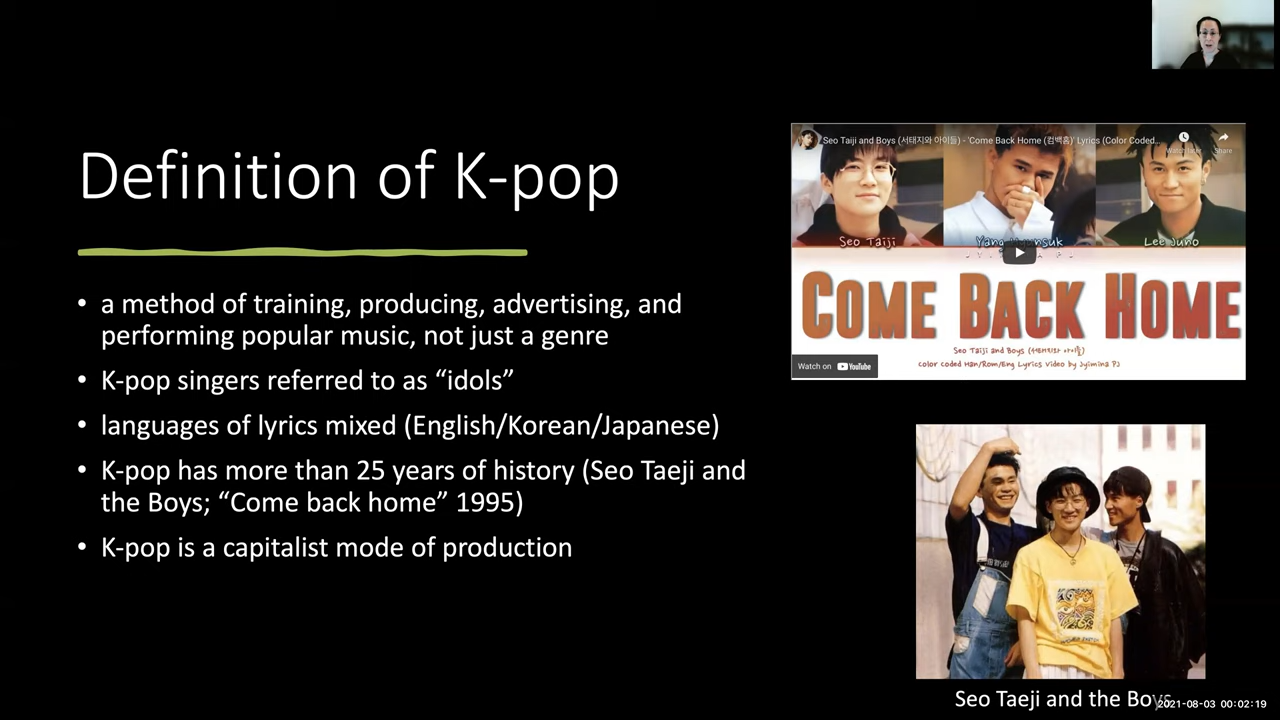 Definition of K-pop
• a method of training, producing, advertising, and
performing popular music, not just a genre
• K-pop singers referred to as “idols”
• languages of lyrics mixed (English/Korean/Japanese)
• K-pop has more than 25 years of history (Seo Taeji and
the Boys; “Come back home” 1995)
• K-pop is a capitalist mode of production
Seo Taiji and Boys (서태지와 아이들) - 'Come Back Home (컴백홈)' Lyrics (Color Coded...
Watch later
Share
Seo Taiji
Yang Hyunsuk
Lee Juno
COME BACK HOME
Seo Taiji and Boys (서태지와 아이들)
Color Coded Han/Rom/Eng Lyrics Video by Jyimina PJ
Watch on YouTube
Seo Taeji and the Boys
2021-08-03 00:02:19